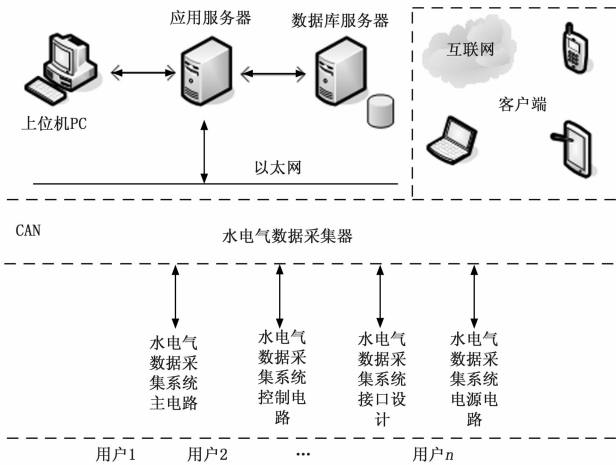 应用服务器
数据库服务器
互联网
上位机PC
客户端
以太网
CAN
水电气数据采集器
水电气
数据采
集系统
主电路
水电气
数据采
集系统
控制电
路
水电气
数据采
集系统
接口设
计
水电气
数据采
集系统
电源电
路
用户1
用户2
…
用户n